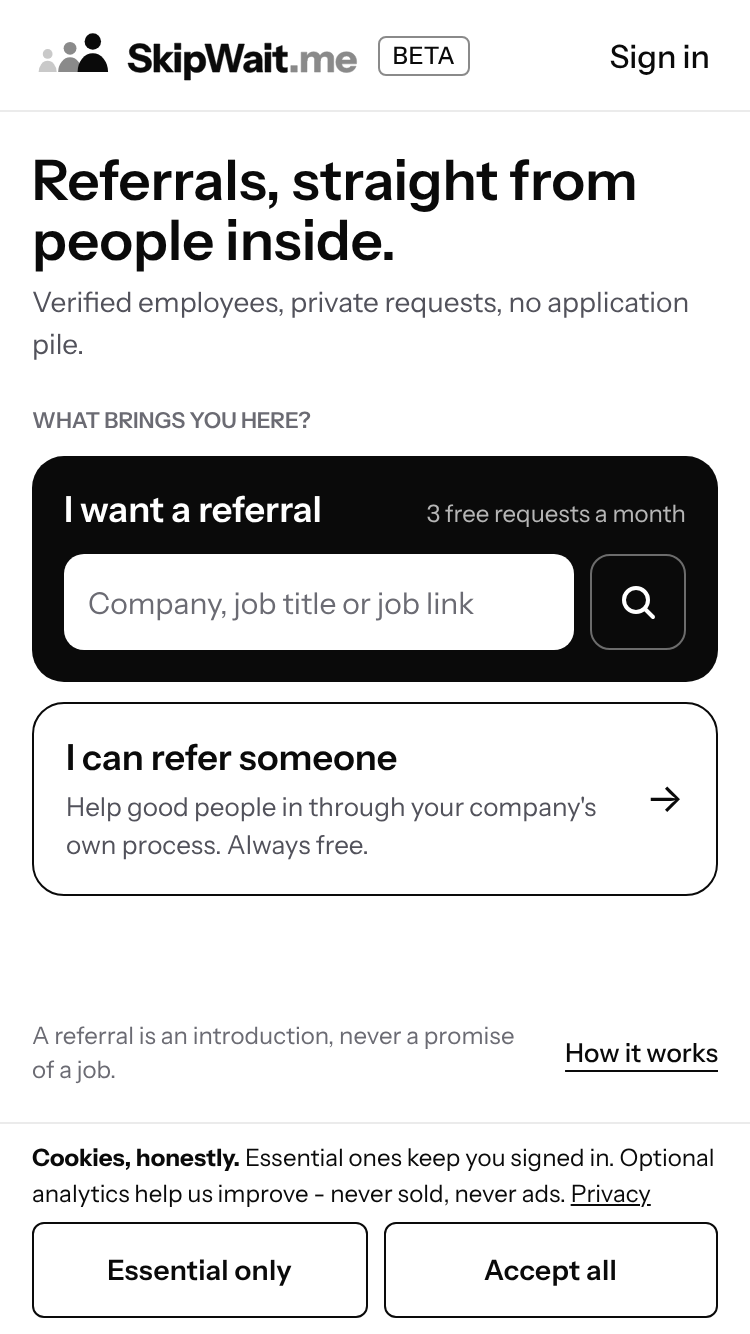 SkipWait.me BETA Sign in
Referrals, straight from
people inside.
Verified employees, private requests, no application
pile.
WHAT BRINGS YOU HERE?
I want a referral 3 free requests a month
Company, job title or job link
I can refer someone
Help good people in through your company's
own process. Always free.
A referral is an introduction, never a promise
of a job.
How it works
Cookies, honestly. Essential ones keep you signed in. Optional
analytics help us improve - never sold, never ads. Privacy
Essential only Accept all